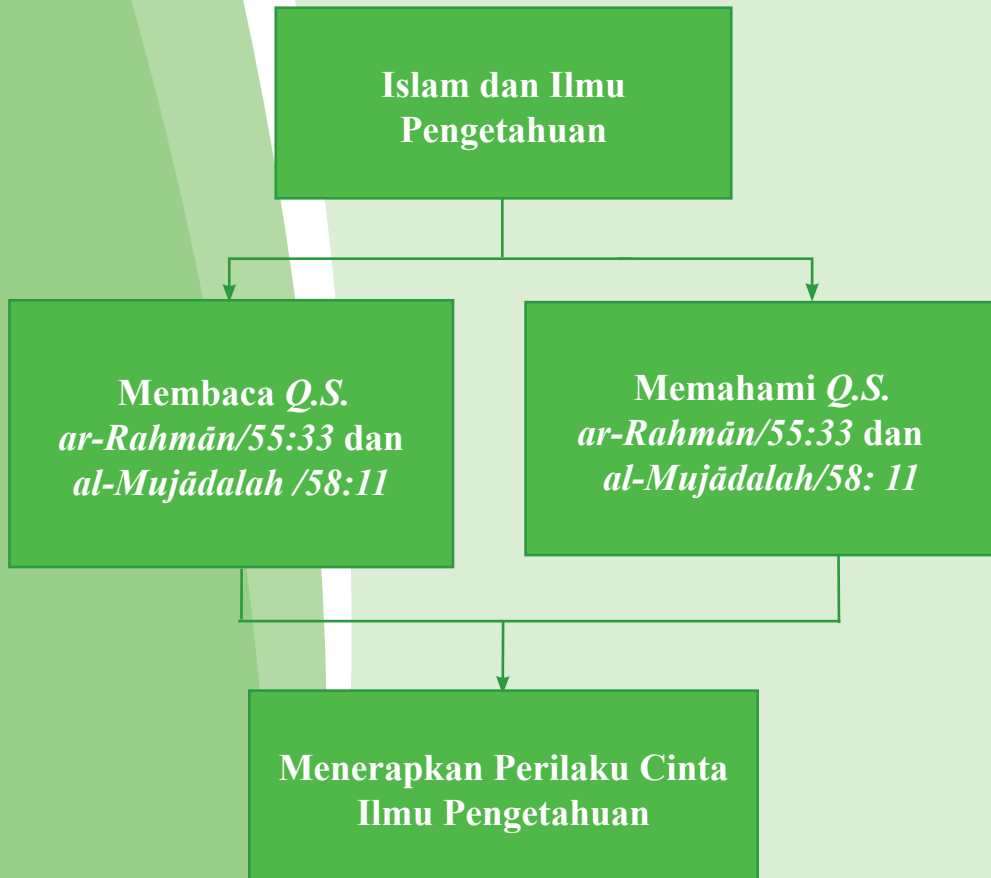 Islam dan Ilmu
Pengetahuan
Membaca Q.S.
ar-Rahmān/55:33 dan
al-Mujādalah /58:11
Memahami Q.S.
ar-Rahmān/55:33 dan
al-Mujādalah/58: 11
Menerapkan Perilaku Cinta
Ilmu Pengetahuan